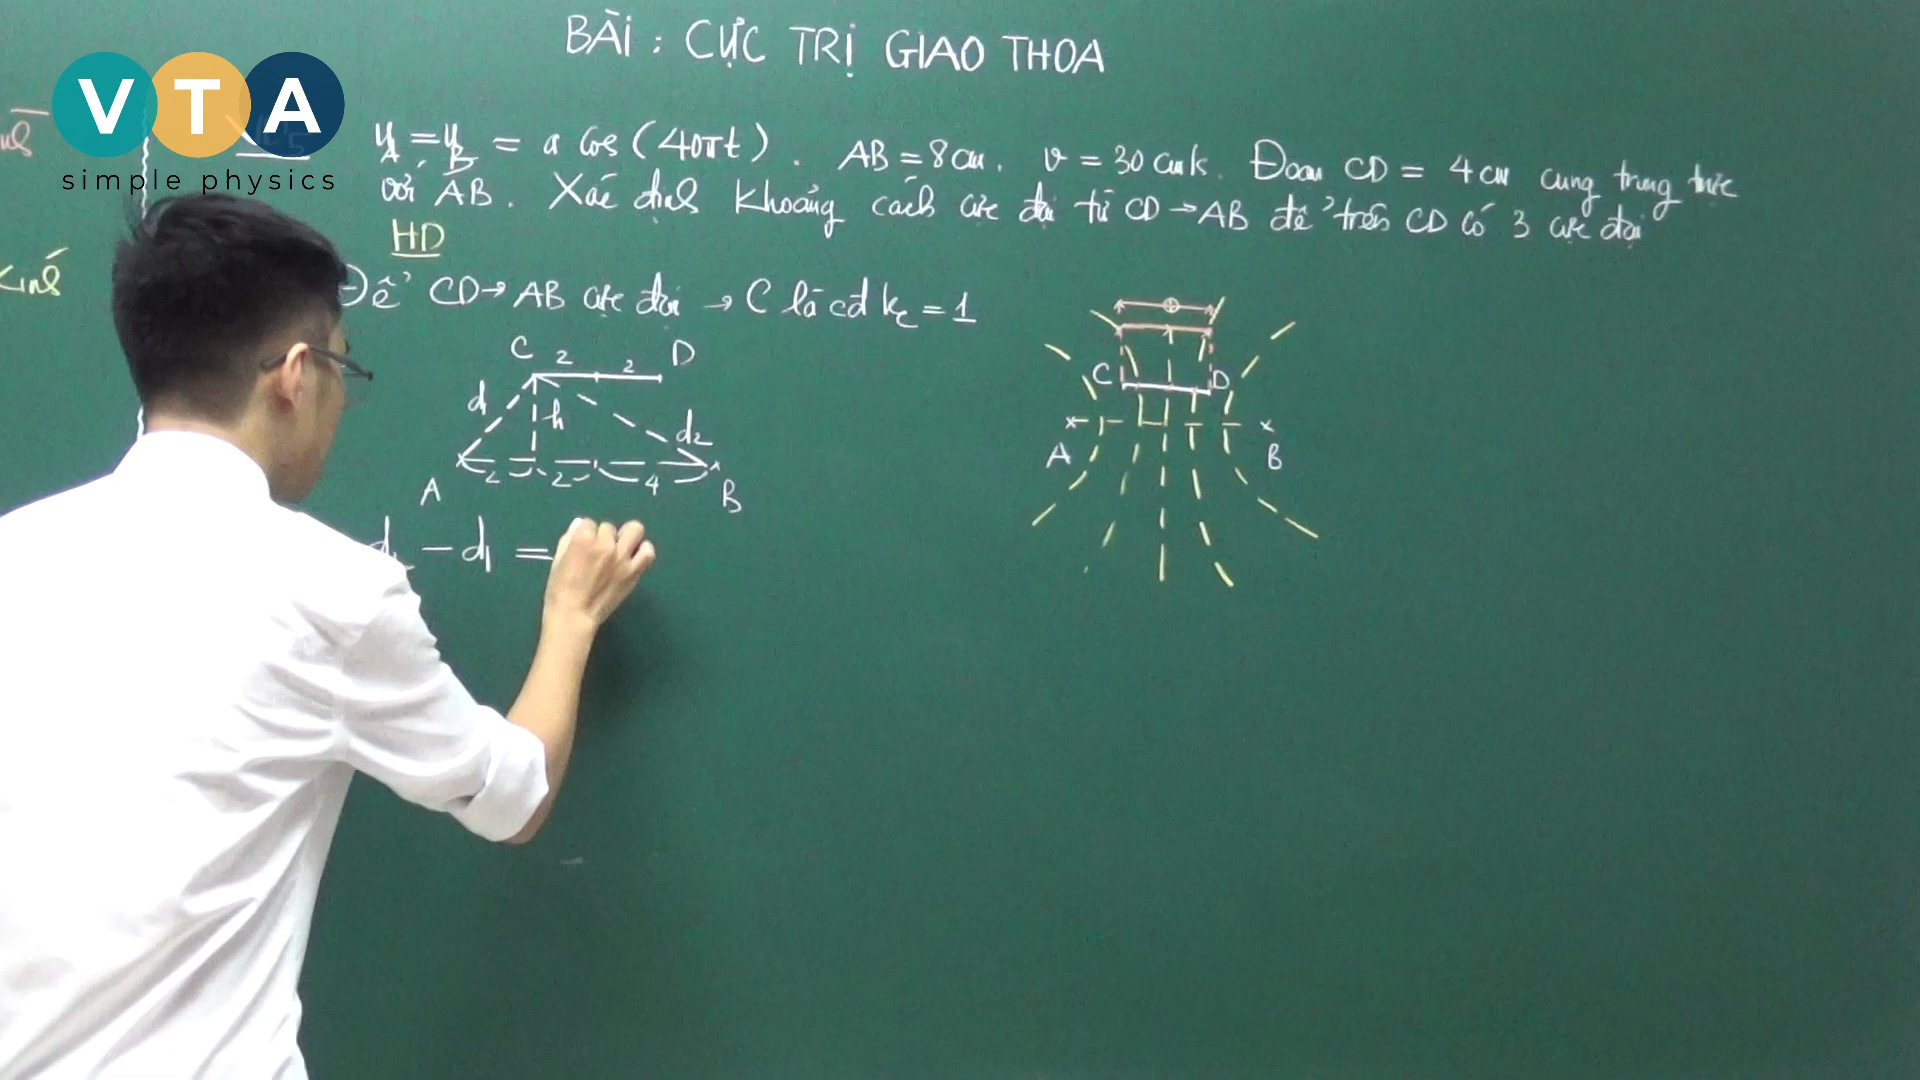 BÀI : CỰC TRỊ GIAO THOA
VTA
simple physics
u_A = u_B = a cos (40πt) . AB = 8cm. v = 30 cm/s. Đoạn CD = 4 cm cùng trung trực
với AB. Xác định khoảng cách cực đại từ CD → AB để trên CD có 3 cực đại
HD
Để CD → AB cực đại → C là cđ k_C = 1
C 2 2 D
d1 h d2
A 2 2 4 B
d2 - d1 =
C D
A B